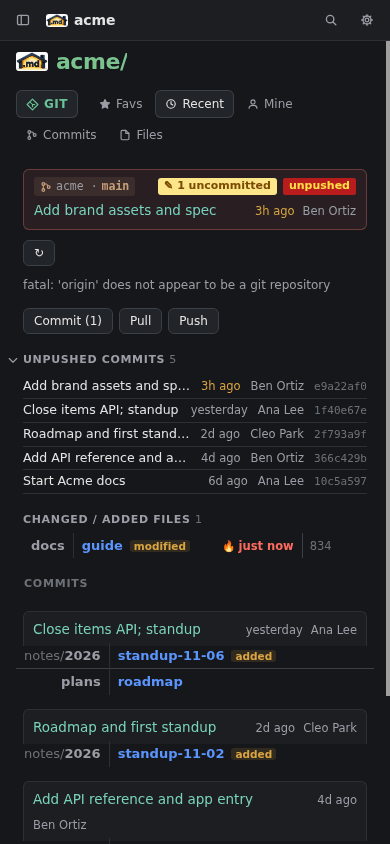 .md acme
.md acme/
GIT Favs Recent Mine
Commits Files
acme · main ✎ 1 uncommitted unpushed
Add brand assets and spec 3h ago Ben Ortiz
↻
fatal: 'origin' does not appear to be a git repository
Commit (1) Pull Push
UNPUSHED COMMITS 5
Add brand assets and sp... 3h ago Ben Ortiz e9a22af0
Close items API; standup yesterday Ana Lee 1f40e67e
Roadmap and first stand... 2d ago Cleo Park 2f793a9f
Add API reference and a... 4d ago Ben Ortiz 366c429b
Start Acme docs 6d ago Ana Lee 10c5a597
CHANGED / ADDED FILES 1
docs guide modified 🔥 just now 834
COMMITS
Close items API; standup yesterday Ana Lee
notes/2026 standup-11-06 added
plans roadmap
Roadmap and first standup 2d ago Cleo Park
notes/2026 standup-11-02 added
Add API reference and app entry 4d ago
Ben Ortiz